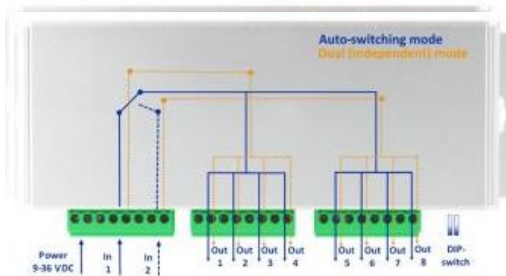 Auto-switching mode
Dual (independent) mode
Power
9-36 VDC
In
1
In
2
Out
1
Out
2
Out
3
Out
4
Out
5
Out
6
Out
7
Out
8
DIP-
switch